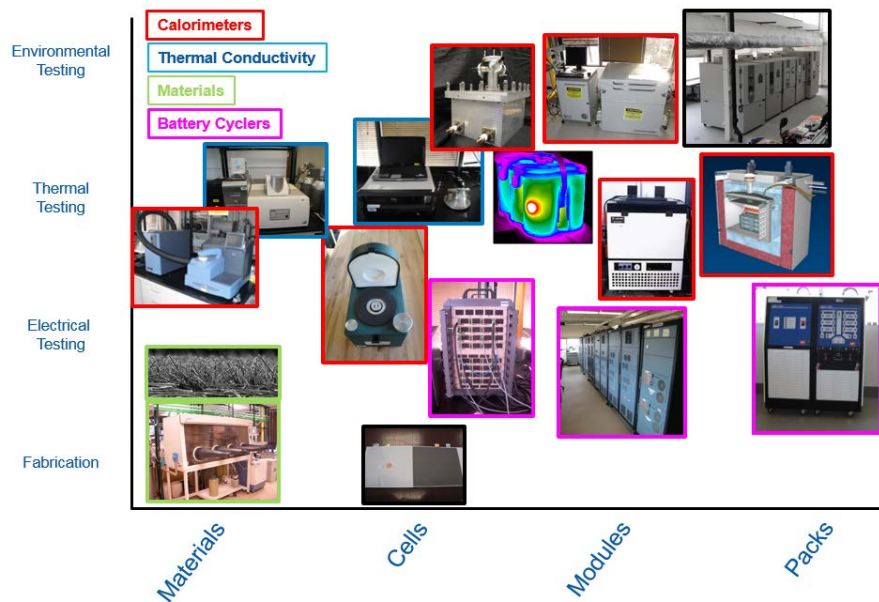 Calorimeters
Thermal Conductivity
Materials
Battery Cyclers
Environmental
Testing
Thermal
Testing
Electrical
Testing
Fabrication
Materials
Cells
Modules
Packs